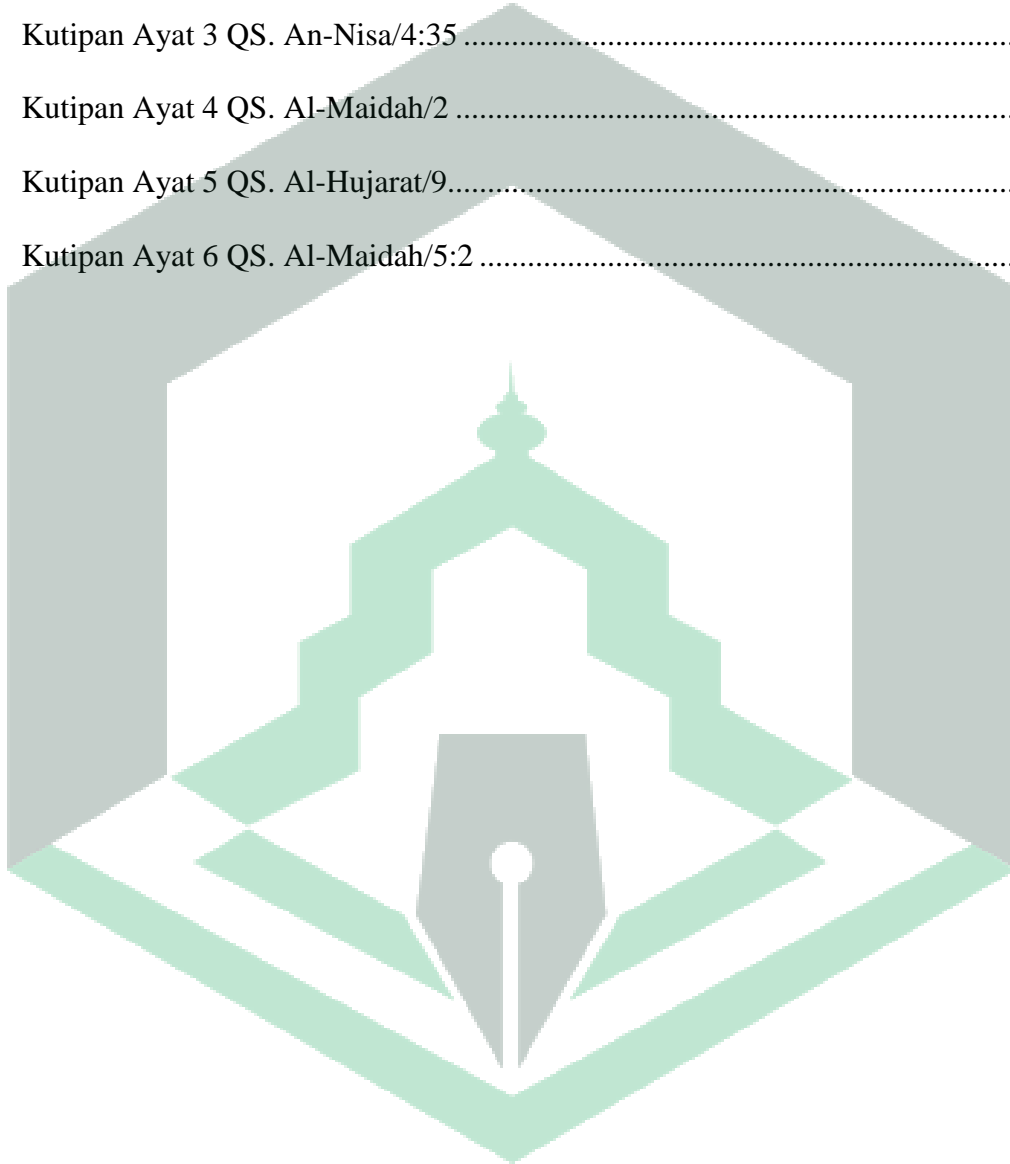 Kutipan Ayat 3 QS. An-Nisa/4:35 ....................................................................
Kutipan Ayat 4 QS. Al-Maidah/2 .....................................................................
Kutipan Ayat 5 QS. Al-Hujarat/9......................................................................
Kutipan Ayat 6 QS. Al-Maidah/5:2 ..................................................................